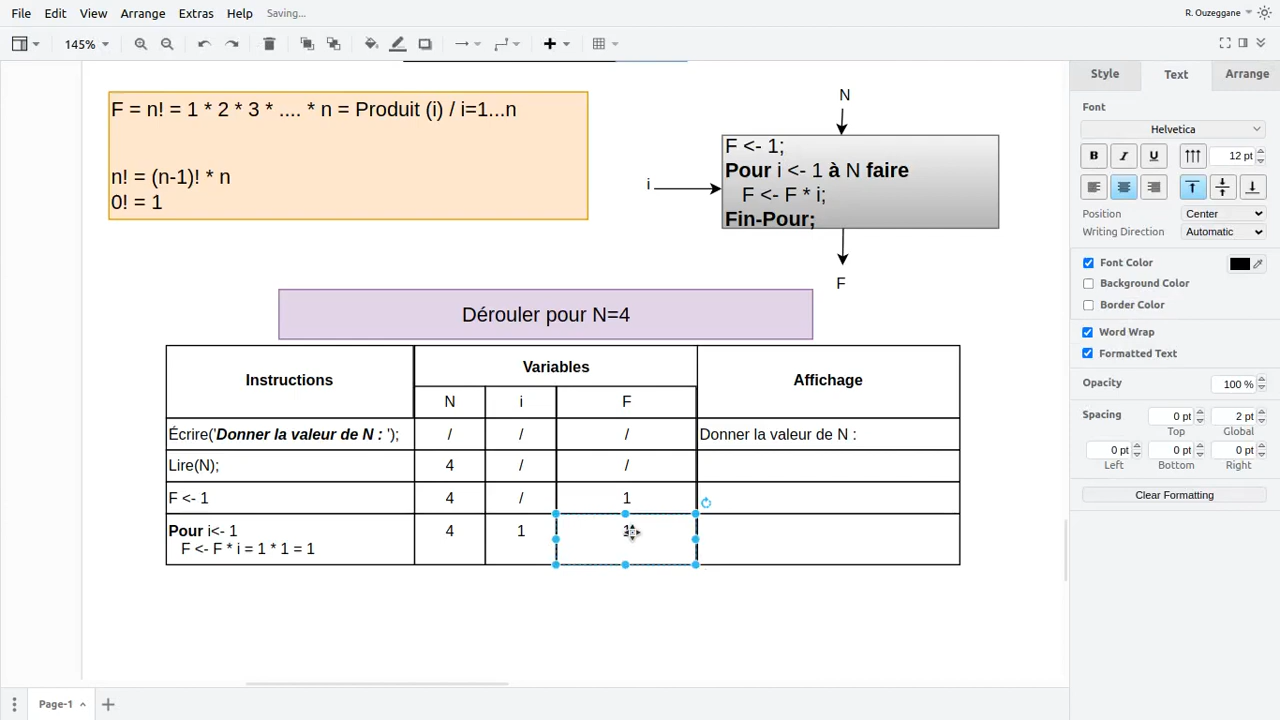 File Edit View Arrange Extras Help Saving... R. Ouzeggane
145%
Style Text Arrange
Font
Helvetica
B I U 12 pt
Position Center
Writing Direction Automatic
Font Color
Background Color
Border Color
Word Wrap
Formatted Text
Opacity 100 %
Spacing 0 pt 2 pt
Top Global
0 pt 0 pt 0 pt
Left Bottom Right
Clear Formatting
F = n! = 1 * 2 * 3 * .... * n = Produit (i) / i=1...n
n! = (n-1)! * n
0! = 1
N
i
F <- 1;
Pour i <- 1 à N faire
F <- F * i;
Fin-Pour;
F
Dérouler pour N=4
Instructions Variables Affichage
N i F
Écrire('Donner la valeur de N : '); / / / Donner la valeur de N :
Lire(N); 4 / /
F <- 1 4 / 1
Pour i<- 1 4 1 1
F <- F * i = 1 * 1 = 1
Page-1